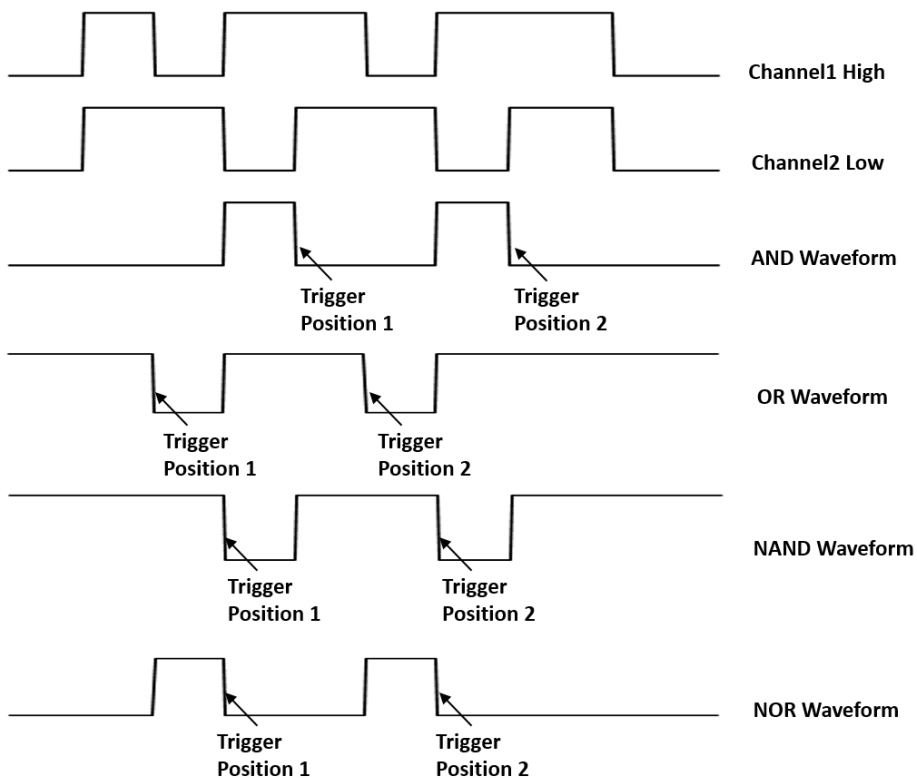 Channel1 High
Channel2 Low
AND Waveform
Trigger
Position 1
Trigger
Position 2
OR Waveform
Trigger
Position 1
Trigger
Position 2
NAND Waveform
Trigger
Position 1
Trigger
Position 2
NOR Waveform
Trigger
Position 1
Trigger
Position 2